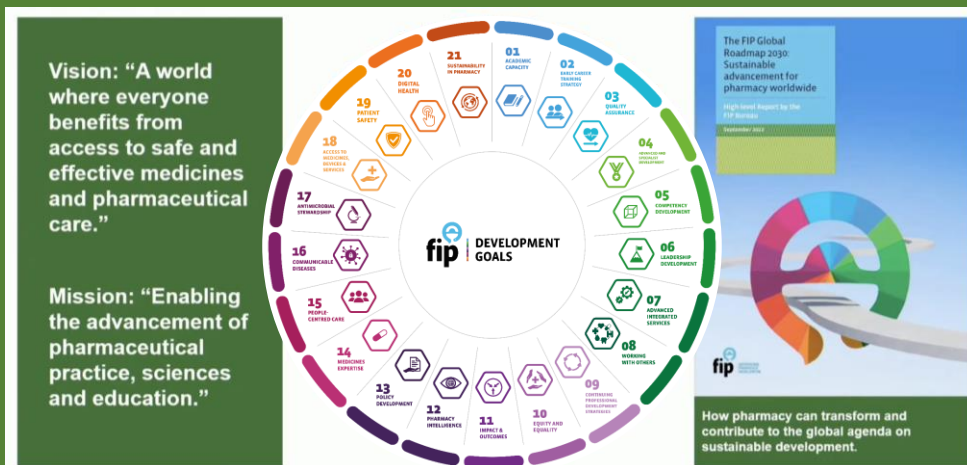 Vision: “A world
where everyone
benefits from
access to safe and
effective medicines
and pharmaceutical
care.”
Mission: “Enabling
the advancement of
pharmaceutical
practice, sciences
and education.”
01
ACADEMIC
CAPACITY
02
EARLY CAREER
TRAINING
STRATEGY
03
QUALITY
ASSURANCE
04
ADVANCED AND
SPECIALIST
DEVELOPMENT
05
COMPETENCY
DEVELOPMENT
06
LEADERSHIP
DEVELOPMENT
07
ADVANCED
INTEGRATED
SERVICES
08
WORKING
WITH OTHERS
09
CONTINUING
PROFESSIONAL
DEVELOPMENT
STRATEGIES
10
EQUITY AND
EQUALITY
11
IMPACT &
OUTCOMES
12
PHARMACY
INTELLIGENCE
13
POLICY
DEVELOPMENT
14
MEDICINES
EXPERTISE
15
PEOPLE-
CENTRED CARE
16
COMMUNICABLE
DISEASES
17
ANTIMICROBIAL
STEWARDSHIP
18
ACCESS TO
MEDICINES,
DEVICES &
SERVICES
19
PATIENT
SAFETY
20
DIGITAL
HEALTH
21
SUSTAINABILITY
IN PHARMACY
fip
DEVELOPMENT
GOALS
The FIP Global
Roadmap 2030:
Sustainable
advancement for
pharmacy worldwide
High-level Report by the
FIP Bureau
September 2022
fip
How pharmacy can transform and
contribute to the global agenda on
sustainable development.